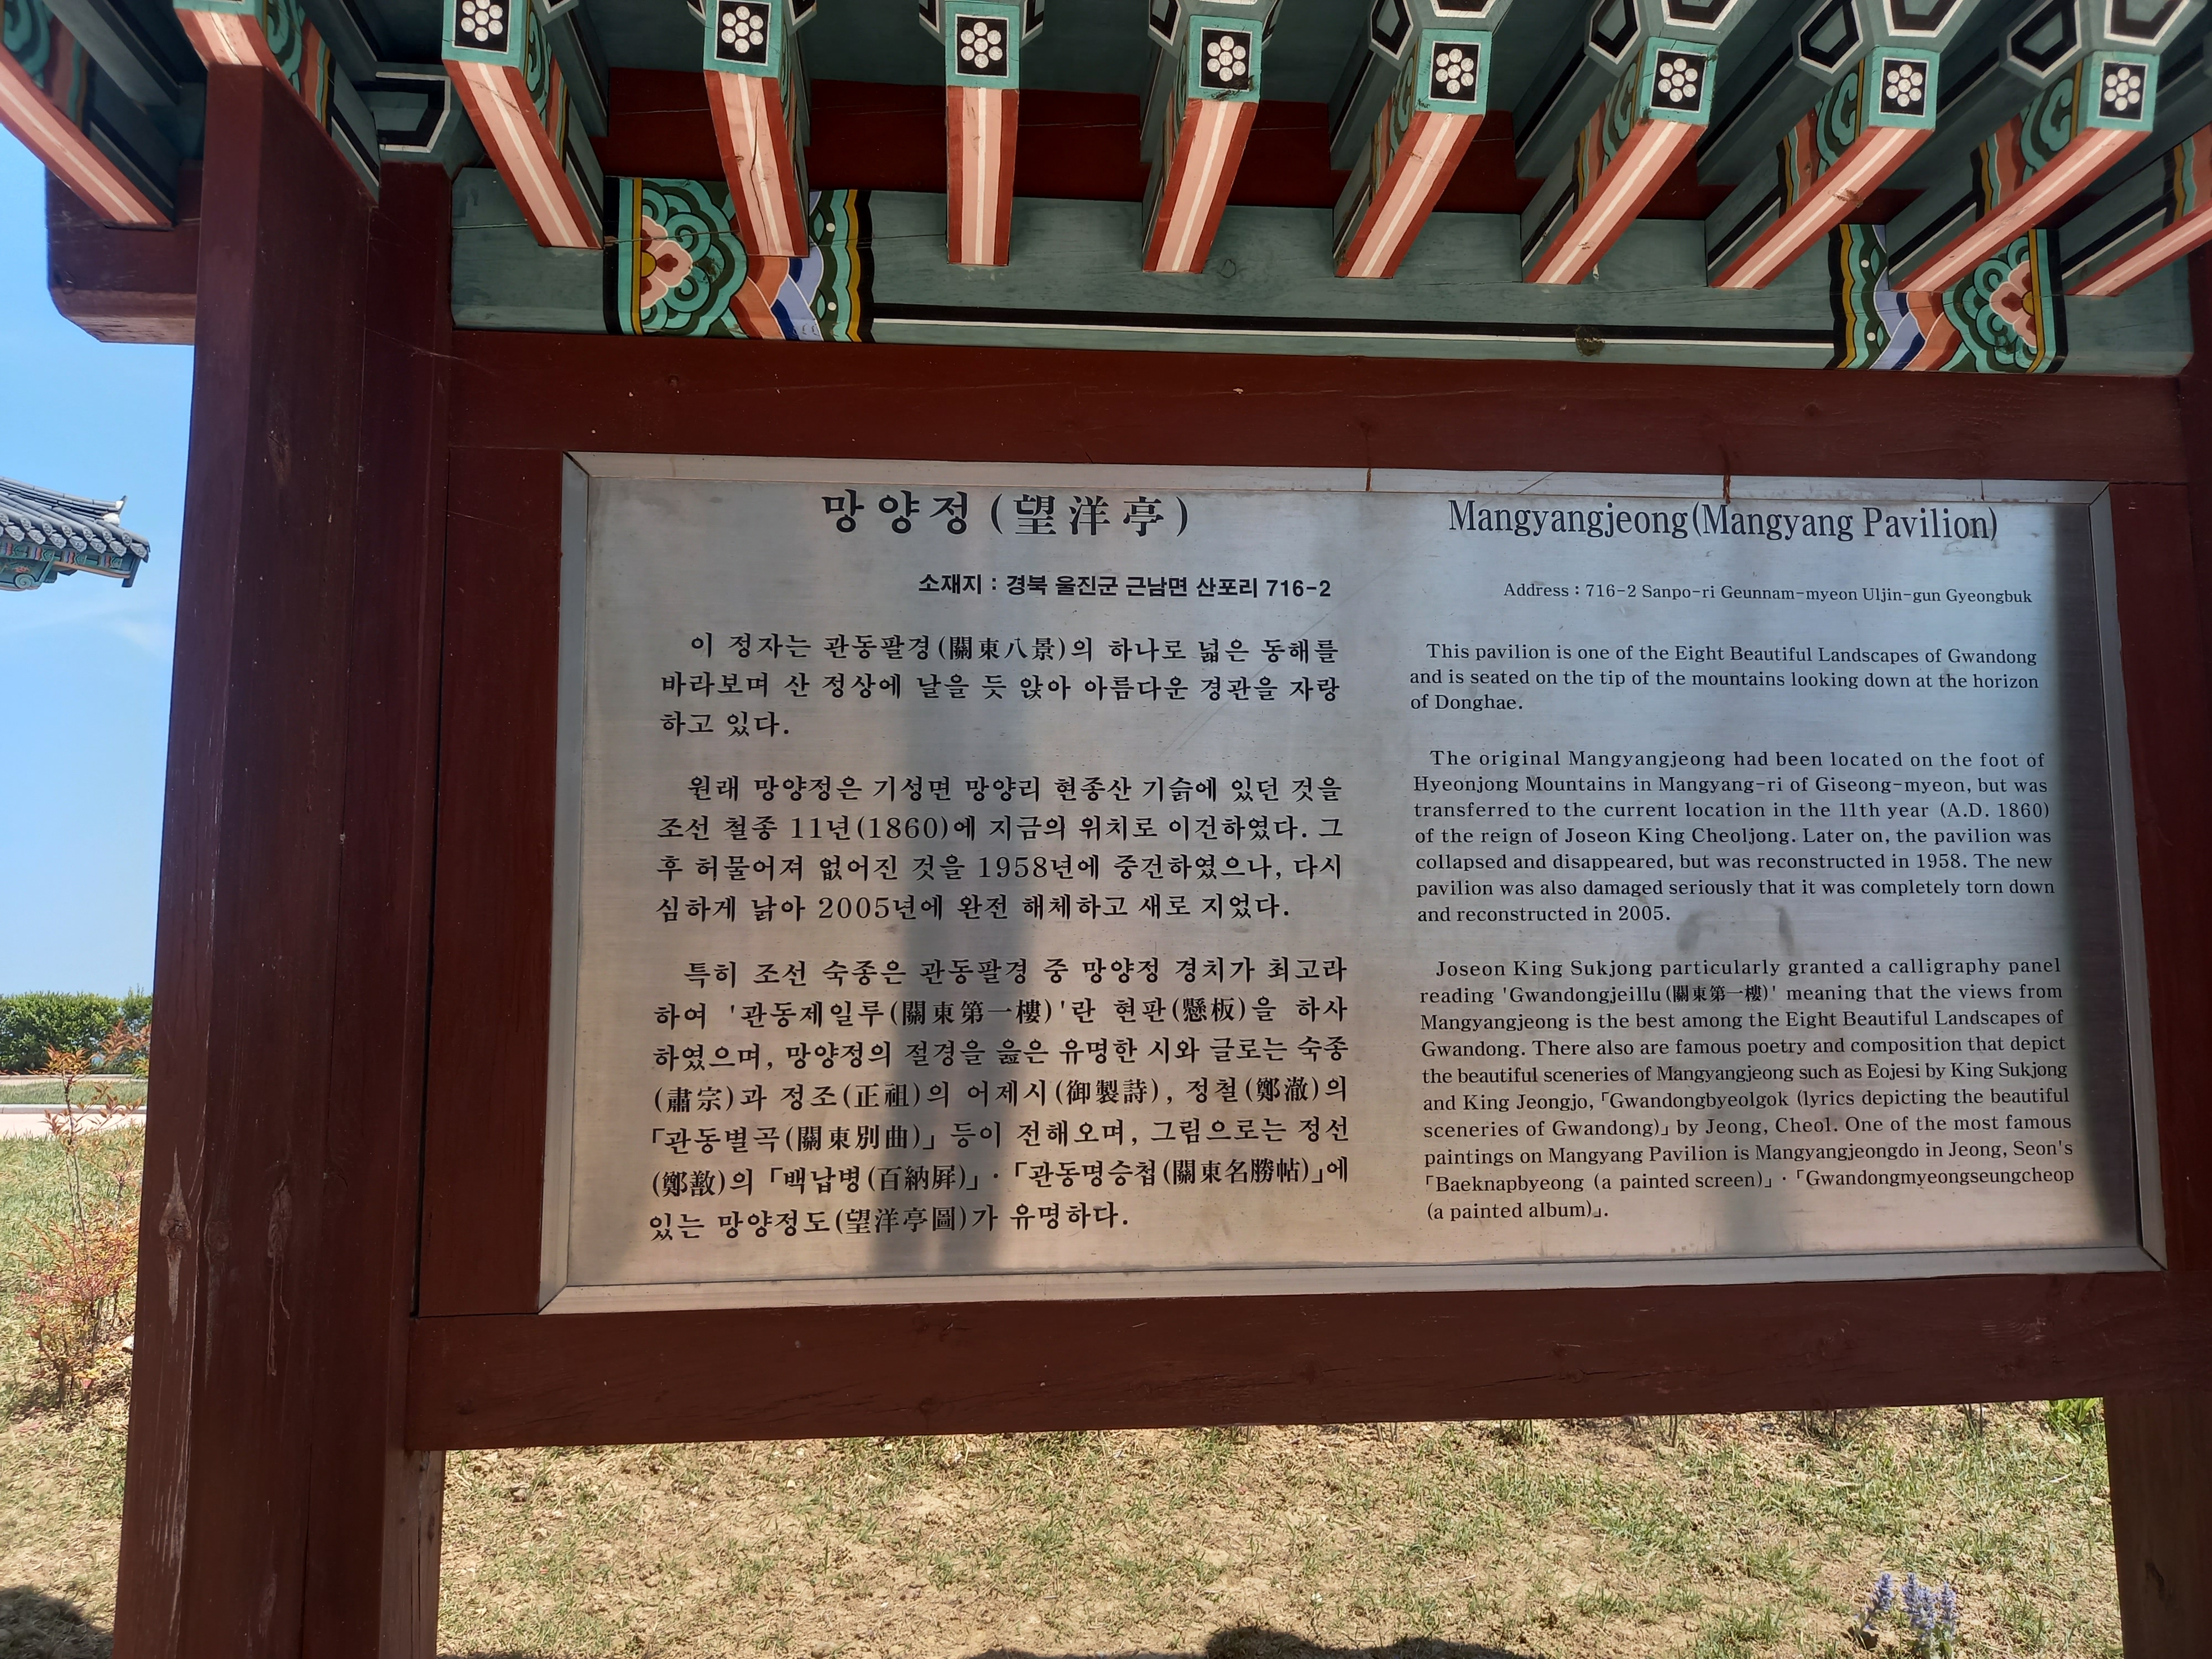 망양정(望洋亭)
소재지 : 경북 울진군 근남면 산포리 716-2
이 정자는 관동팔경(關東八景)의 하나로 넓은 동해를
바라보며 산 정상에 날을 듯 앉아 아름다운 경관을 자랑
하고 있다.
원래 망양정은 기성면 망양리 현종산 기슭에 있던 것을
조선 철종 11년(1860)에 지금의 위치로 이건하였다. 그
후 허물어져 없어진 것을 1958년에 중건하였으나, 다시
심하게 낡아 2005년에 완전 해체하고 새로 지었다.
특히 조선 숙종은 관동팔경 중 망양정 경치가 최고라
하여 '관동제일루(關東第一樓)'란 현판(懸板)을 하사
하였으며, 망양정의 절경을 읊은 유명한 시와 글로는 숙종
(肅宗)과 정조(正祖)의 어제시(御製詩), 정철(鄭澈)의
「관동별곡(關東別曲)」 등이 전해오며, 그림으로는 정선
(鄭敾)의 「백납병(百納屛)」·「관동명승첩(關東名勝帖)」에
있는 망양정도(望洋亭圖)가 유명하다.
Mangyangjeong(Mangyang Pavilion)
Address : 716-2 Sanpo-ri Geunnam-myeon Uljin-gun Gyeongbuk
This pavilion is one of the Eight Beautiful Landscapes of Gwandong
and is seated on the tip of the mountains looking down at the horizon
of Donghae.
The original Mangyangjeong had been located on the foot of
Hyeonjong Mountains in Mangyang-ri of Giseong-myeon, but was
transferred to the current location in the 11th year (A.D. 1860)
of the reign of Joseon King Cheoljong. Later on, the pavilion was
collapsed and disappeared, but was reconstructed in 1958. The new
pavilion was also damaged seriously that it was completely torn down
and reconstructed in 2005.
Joseon King Sukjong particularly granted a calligraphy panel
reading 'Gwandongjeillu(關東第一樓)' meaning that the views from
Mangyangjeong is the best among the Eight Beautiful Landscapes of
Gwandong. There also are famous poetry and composition that depict
the beautiful sceneries of Mangyangjeong such as Eojesi by King Sukjong
and King Jeongjo, 「Gwandongbyeolgok (lyrics depicting the beautiful
sceneries of Gwandong)」 by Jeong, Cheol. One of the most famous
paintings on Mangyang Pavilion is Mangyangjeongdo in Jeong, Seon's
「Baeknapbyeong (a painted screen)」·「Gwandongmyeongseungcheop
(a painted album)」.